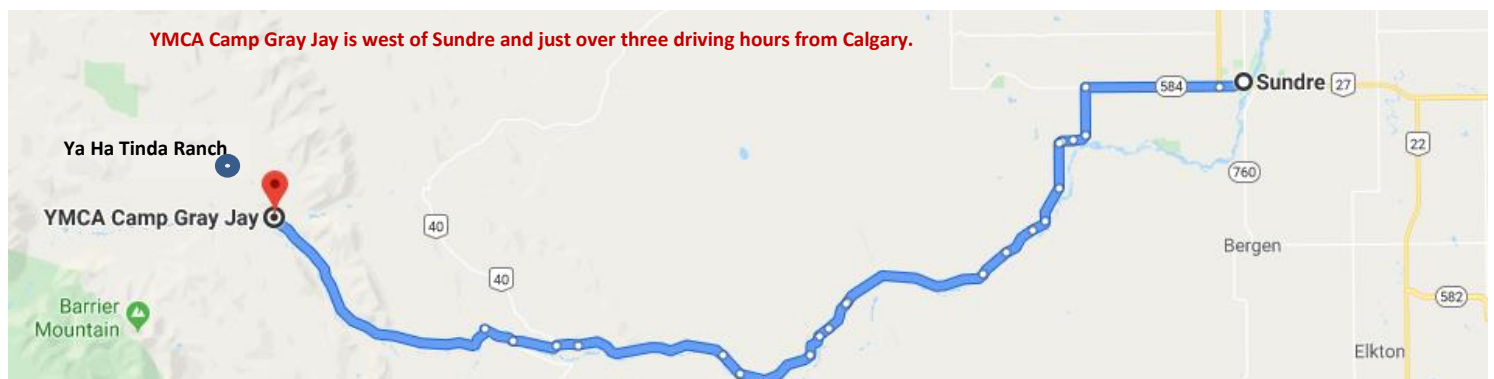 YMCA Camp Gray Jay is west of Sundre and just over three driving hours from Calgary.
584
Sundre
27
Ya Ha Tinda Ranch
22
760
YMCA Camp Gray Jay
40
Bergen
40
582
Barrier
Mountain
Elkton